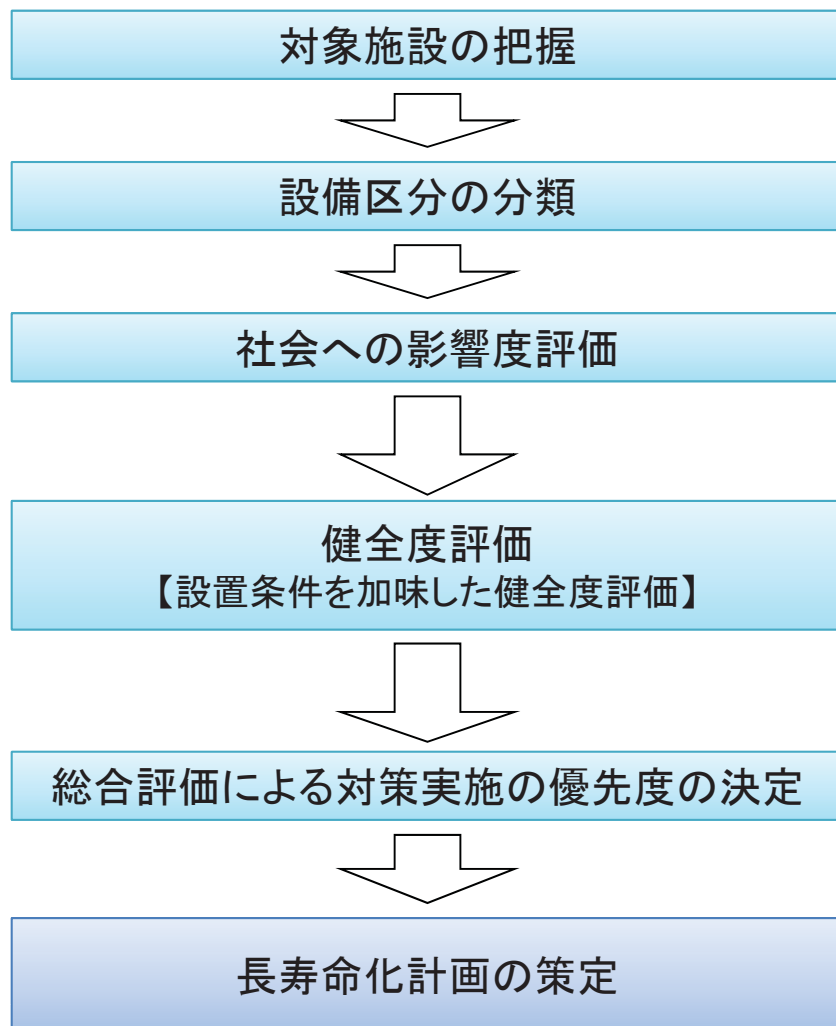 対象施設の把握
設備区分の分類
社会への影響度評価
健全度評価
【設置条件を加味した健全度評価】
総合評価による対策実施の優先度の決定
長寿命化計画の策定